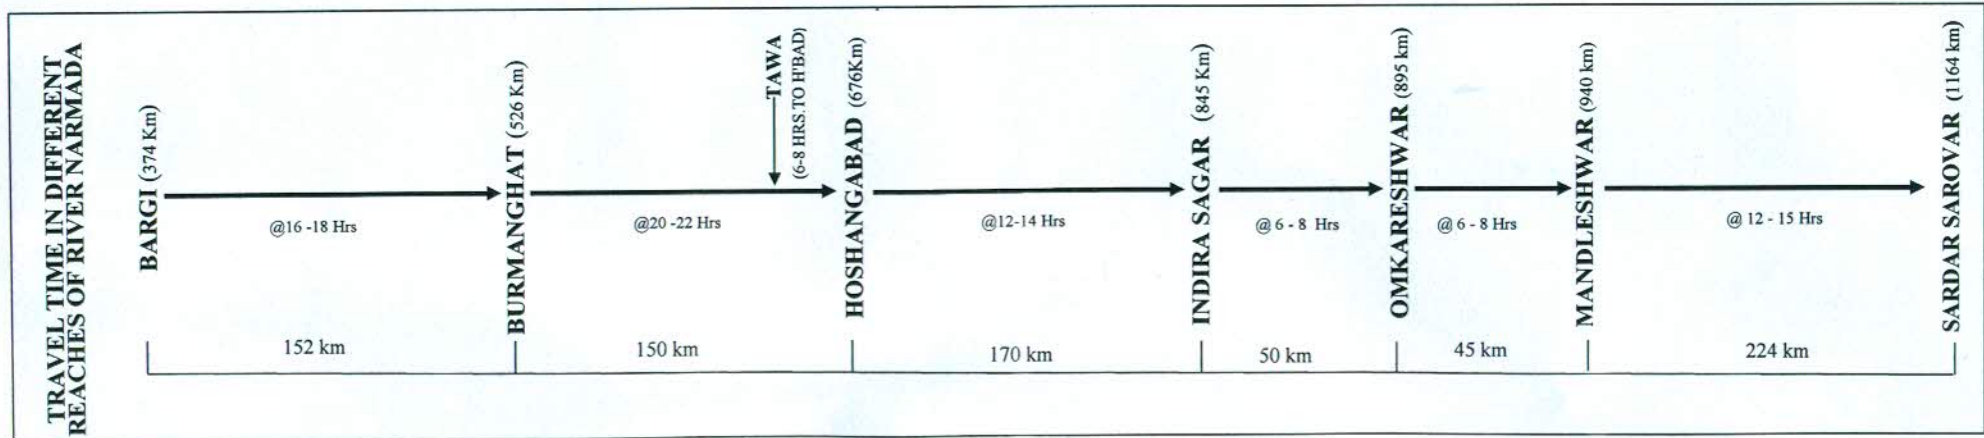 TRAVEL TIME IN DIFFERENT
REACHES OF RIVER NARMADA
BARGI (374 Km)
@16 -18 Hrs
152 km
BURMANGHAT (526 Km)
@20 -22 Hrs
150 km
TAWA
(6-8 HRS.TO H'BAD)
HOSHANGABAD (676Km)
@12-14 Hrs
170 km
INDIRA SAGAR (845 Km)
@ 6 - 8 Hrs
50 km
OMKARESHWAR (895 km)
@ 6 - 8 Hrs
45 km
MANDLESHWAR (940 km)
@ 12 - 15 Hrs
224 km
SARDAR SAROVAR (1164 km)